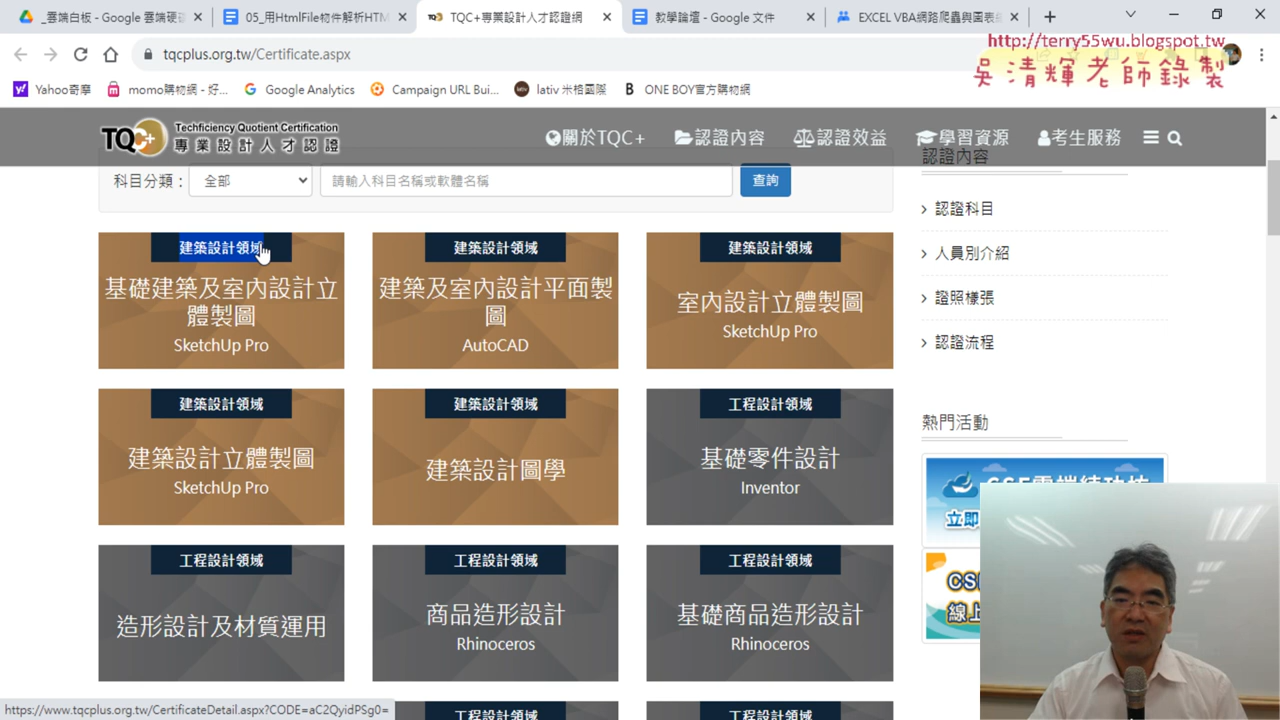 _雲端白板 - Google 雲端硬碟
05_用HtmlFile物件解析HTM
TQC+專業設計人才認證網
教學論壇 - Google 文件
EXCEL VBA網路爬蟲與圖表
tqcplus.org.tw/Certificate.aspx
http://terry55wu.blogspot.tw
吳清輝老師錄製
Yahoo奇摩
momo購物網 - 好...
Google Analytics
Campaign URL Bui...
lativ 米格國際
ONE BOY官方購物網
TQC+
Techficiency Quotient Certification
專業設計人才認證
關於TQC+
認證內容
認證效益
學習資源
考生服務
科目分類：
全部
請輸入科目名稱或軟體名稱
查詢
建築設計領域
基礎建築及室內設計立
體製圖
SketchUp Pro
建築設計領域
建築及室內設計平面製
圖
AutoCAD
建築設計領域
室內設計立體製圖
SketchUp Pro
建築設計領域
建築設計立體製圖
SketchUp Pro
建築設計領域
建築設計圖學
工程設計領域
基礎零件設計
Inventor
工程設計領域
造形設計及材質運用
工程設計領域
商品造形設計
Rhinoceros
工程設計領域
基礎商品造形設計
Rhinoceros
工程設計領域
工程設計領域
認證內容
認證科目
人員別介紹
證照樣張
認證流程
熱門活動
CSF雲端練功坊
立即
CS
線上
https://www.tqcplus.org.tw/CertificateDetail.aspx?CODE=aC2QyidPSg0=